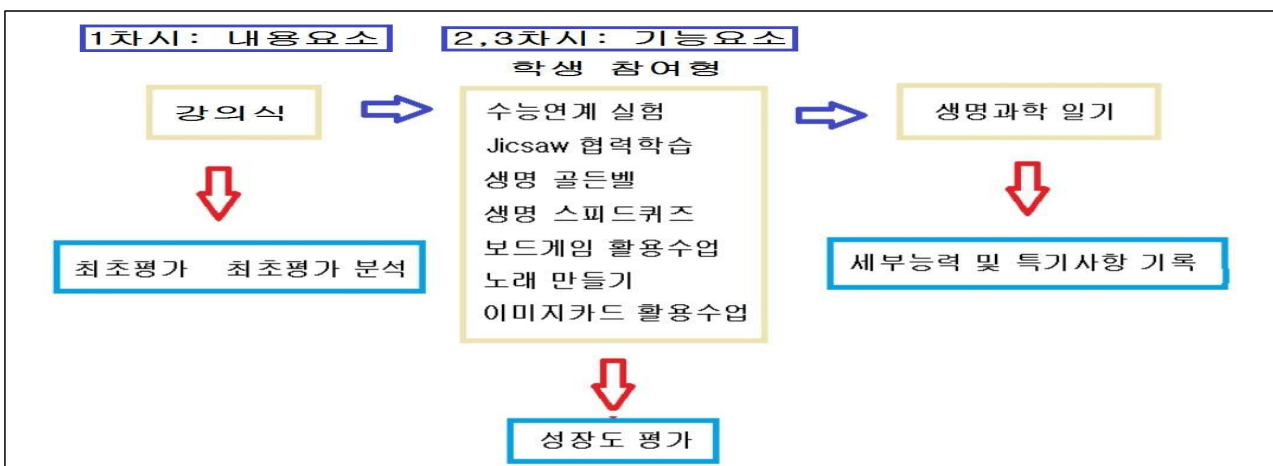 1차시: 내용요소
2,3차시: 기능요소
학생 참여형
강의식
수능연계 실험
Jicsaw 협력학습
생명 골든벨
생명 스피드퀴즈
보드게임 활용수업
노래 만들기
이미지카드 활용수업
생명과학 일기
최초평가 최초평가 분석
세부능력 및 특기사항 기록
성장도 평가